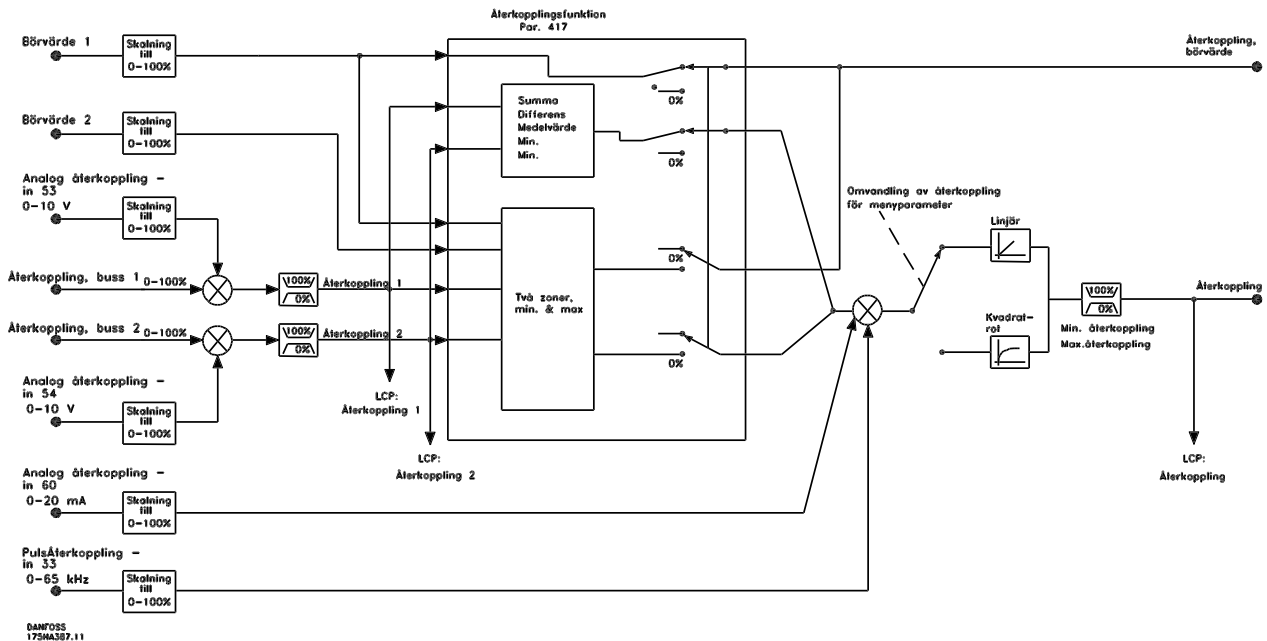 Återkopplingsfunktion
Par. 417
Börvärde 1
Skalning
till
0-100%
Återkoppling,
börvärde
0%
Summa
Differens
Medelvärde
Min.
Min.
Börvärde 2
Skalning
till
0-100%
0%
Analog återkoppling -
in 53
0-10 V
Skalning
till
0-100%
Omvandling av återkoppling
för menyparameter
Linjär
0%
Återkoppling, buss 1
0-100%
100%
0%
Återkoppling 1
Två zoner,
min. & max
100%
0%
Återkoppling
Återkoppling, buss 2
0-100%
100%
0%
Återkoppling 2
Kvadrat-
rot
Min. återkoppling
Max.återkoppling
0%
Analog återkoppling -
in 54
0-10 V
Skalning
till
0-100%
LCP:
Återkoppling 1
LCP:
Återkoppling 2
LCP:
Återkoppling
Analog återkoppling -
in 60
0-20 mA
Skalning
till
0-100%
PulsÅterkoppling -
in 33
0-65 kHz
Skalning
till
0-100%
DANFOSS
175HA387.11